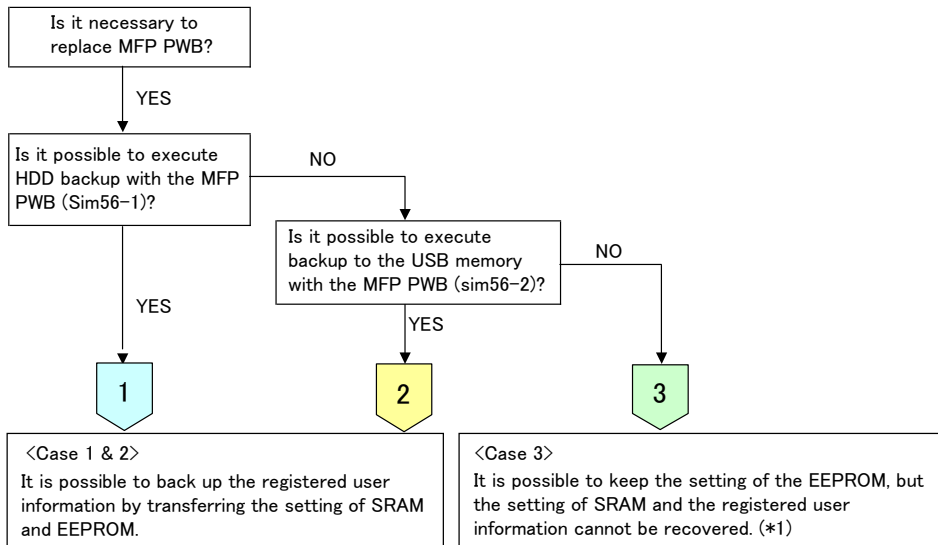 Is it necessary to
replace MFP PWB?
YES
Is it possible to execute
HDD backup with the MFP
PWB (Sim56-1)?
NO
Is it possible to execute
backup to the USB memory
with the MFP PWB (sim56-2)?
NO
YES
YES
1
2
3
<Case 1 & 2>
It is possible to back up the registered user
information by transferring the setting of SRAM
and EEPROM.
<Case 3>
It is possible to keep the setting of the EEPROM, but
the setting of SRAM and the registered user
information cannot be recovered. (*1)